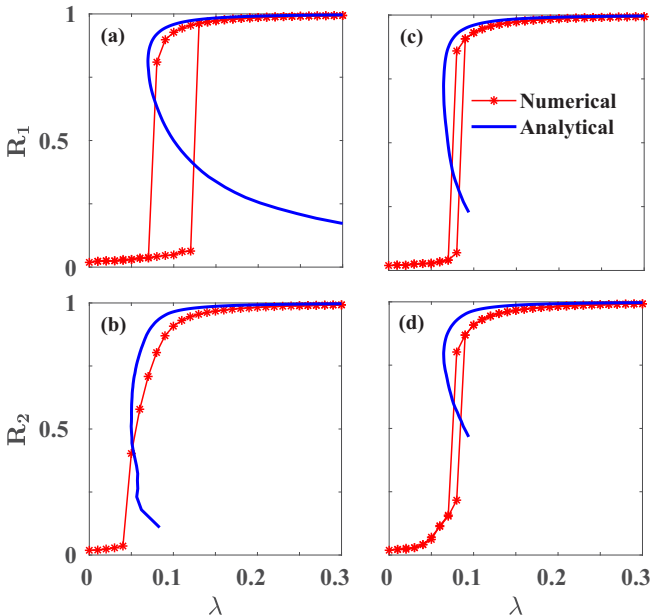 1
(a)
(c)
Numerical
Analytical
R₁
0.5
0
1
(b)
(d)
R₂
0.5
0
0 0.1 0.2 0.3 0 0.1 0.2 0.3
λ λ